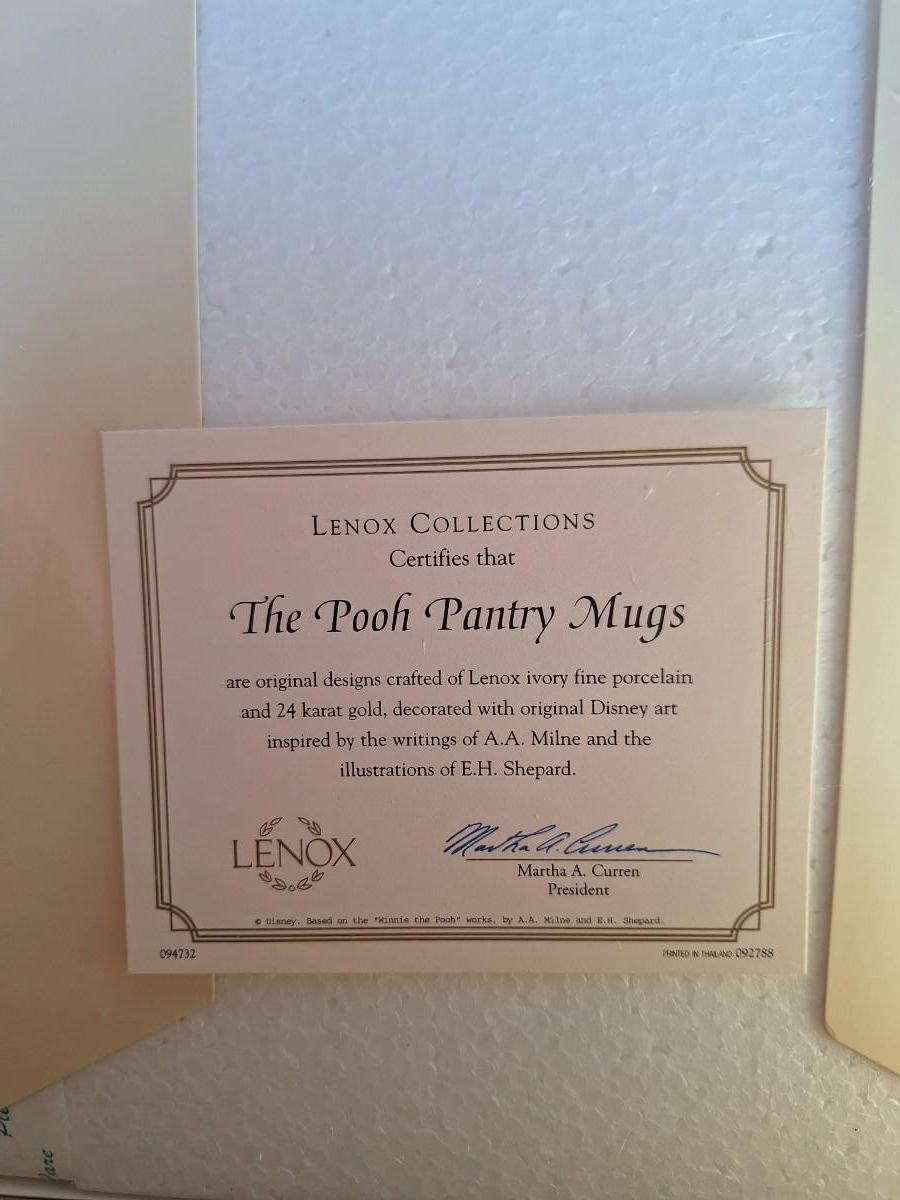 LENOX COLLECTIONS
Certifies that
The Pooh Pantry Mugs
are original designs crafted of Lenox ivory fine porcelain
and 24 karat gold, decorated with original Disney art
inspired by the writings of A.A. Milne and the
illustrations of E.H. Shepard.
LENOX
Martha A. Curren
Martha A. Curren
President
© Disney. Based on the "Winnie the Pooh" works, by A.A. Milne and E.H. Shepard.
094732
PRINTED IN THAILAND 092788